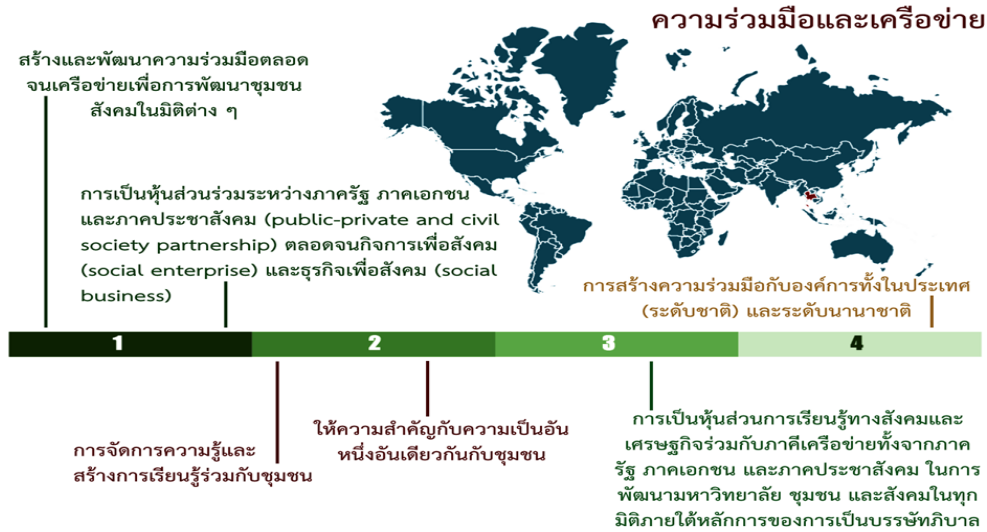 ความร่วมมือและเครือข่าย
สร้างและพัฒนาความร่วมมือตลอด
จนเครือข่ายเพื่อการพัฒนาชุมชน
สังคมในมิติต่าง ๆ
การเป็นหุ้นส่วนร่วมระหว่างภาครัฐ ภาคเอกชน
และภาคประชาสังคม (public-private and civil
society partnership) ตลอดจนกิจการเพื่อสังคม
(social enterprise) และธุรกิจเพื่อสังคม (social
business)
การสร้างความร่วมมือกับองค์การทั้งในประเทศ
(ระดับชาติ) และระดับนานาชาติ
1
2
3
4
การจัดการความรู้และ
สร้างการเรียนรู้ร่วมกับชุมชน
ให้ความสำคัญกับความเป็นอัน
หนึ่งอันเดียวกันกับชุมชน
การเป็นหุ้นส่วนการเรียนรู้ทางสังคมและ
เศรษฐกิจร่วมกับภาคีเครือข่ายทั้งจากภาค
รัฐ ภาคเอกชน และภาคประชาสังคม ในการ
พัฒนามหาวิทยาลัย ชุมชน และสังคมในทุก
มิติภายใต้หลักการของการเป็นบรรษัทภิบาล